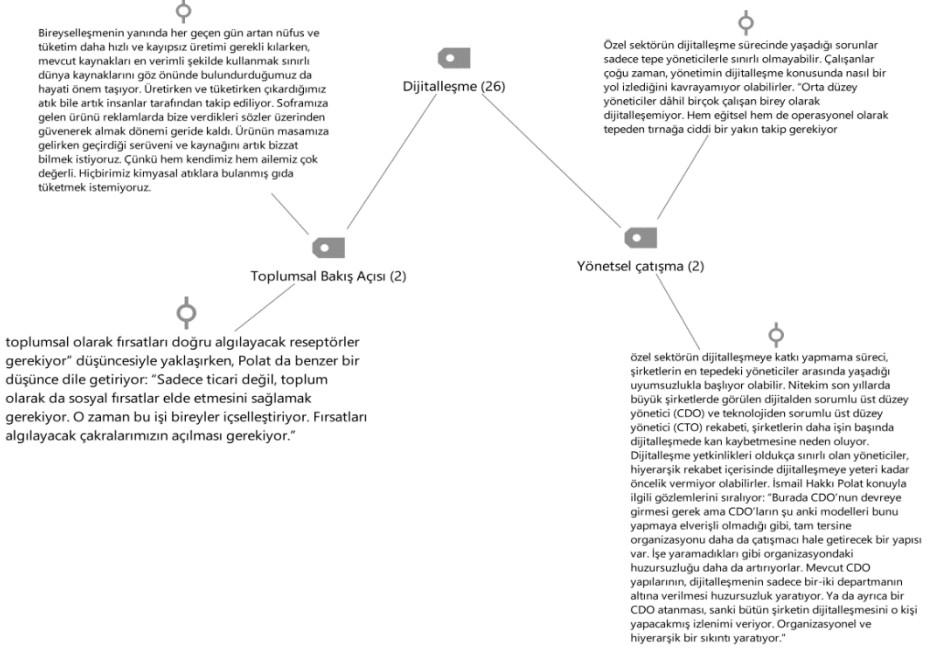 Bireyselleşmenin yanında her geçen gün artan nüfus ve
tüketim daha hızlı ve kayıpsız üretimi gerekli kılarken,
mevcut kaynakları en verimli şekilde kullanmak sınırlı
dünya kaynaklarını göz önünde bulundurduğumuz da
hayati önem taşıyor. Üretirken ve tüketirken çıkardığımız
atık bile artık insanlar tarafından takip ediliyor. Soframıza
gelen ürünü reklamlarda bize verdikleri sözler üzerinden
güvenerek almak dönemi geride kaldı. Ürünün masamıza
gelirken geçirdiği serüveni ve kaynağını artık bizzat
bilmek istiyoruz. Çünkü hem kendimiz hem ailemiz çok
değerli. Hiçbirimiz kimyasal atıklara bulanmış gıda
tüketmek istemiyoruz.
Dijitalleşme (26)
Özel sektörün dijitalleşme sürecinde yaşadığı sorunlar
sadece tepe yöneticilerle sınırlı olmayabilir. Çalışanlar
çoğu zaman, yönetimin dijitalleşme konusunda nasıl bir
yol izlediğini kavrayamıyor olabilirler. "Orta düzey
yöneticiler dâhil birçok çalışan birey olarak
dijitalleşemiyor. Hem eğitsel hem de operasyonel olarak
tepeden tırnağa ciddi bir yakın takip gerekiyor
Toplumsal Bakış Açısı (2)
Yönetsel çatışma (2)
toplumsal olarak fırsatları doğru algılayacak reseptörler
gerekiyor" düşüncesiyle yaklaşırken, Polat da benzer bir
düşünce dile getiriyor: "Sadece ticari değil, toplum
olarak da sosyal fırsatlar elde etmesini sağlamak
gerekiyor. O zaman bu işi bireyler içselleştiriyor. Fırsatları
algılayacak çakralarımızın açılması gerekiyor."
özel sektörün dijitalleşmeye katkı yapmama süreci,
şirketlerin en tepedeki yöneticiler arasında yaşadığı
uyumsuzlukla başlıyor olabilir. Nitekim son yıllarda
büyük şirketlerde görülen dijitalden sorumlu üst düzey
yönetici (CDO) ve teknolojiden sorumlu üst düzey
yönetici (CTO) rekabeti, şirketlerin daha işin başında
dijitalleşmede kan kaybetmesine neden oluyor.
Dijitalleşme yetkinlikleri oldukça sınırlı olan yöneticiler,
hiyerarşik rekabet içerisinde dijitalleşmeye yeteri kadar
öncelik vermiyor olabilirler. İsmail Hakkı Polat konuyla
ilgili gözlemlerini sıralıyor: "Burada CDO'nun devreye
girmesi gerek ama CDO'ların şu anki modelleri bunu
yapmaya elverişli olmadığı gibi, tam tersine
organizasyonu daha da çatışmacı hale getirecek bir yapısı
var. İşe yaramadıkları gibi organizasyondaki
huzursuzluğu daha da artırıyorlar. Mevcut CDO
yapılarının, dijitalleşmenin sadece bir-iki departmanın
altına verilmesi huzursuzluk yaratıyor. Ya da ayrıca bir
CDO atanması, sanki bütün şirketin dijitalleşmesini o kişi
yapacakmış izlenimi veriyor. Organizasyonel ve
hiyerarşik bir sıkıntı yaratıyor."